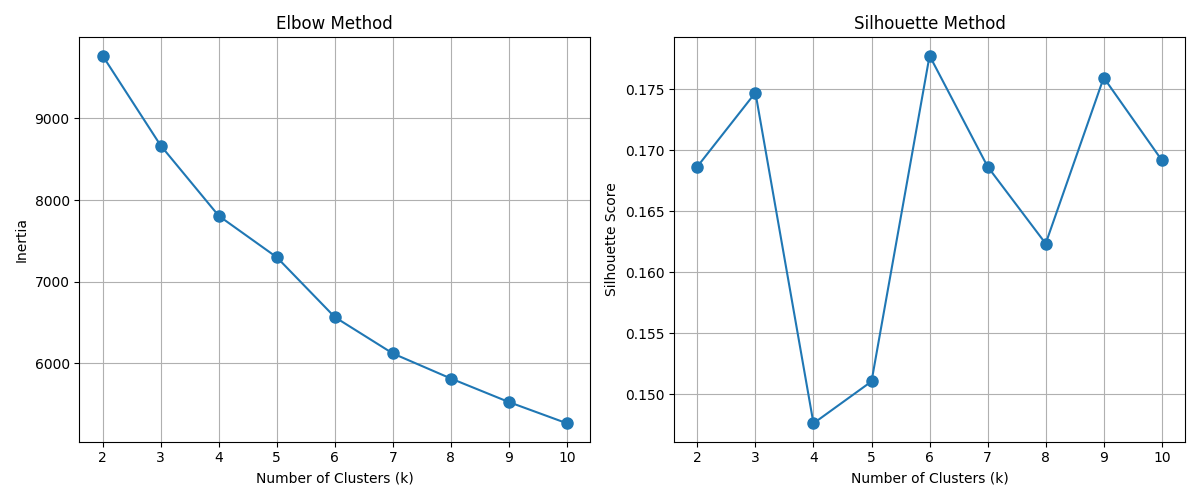 Elbow Method
Inertia
9000
8000
7000
6000
2 3 4 5 6 7 8 9 10
Number of Clusters (k)
Silhouette Method
Silhouette Score
0.175
0.170
0.165
0.160
0.155
0.150
2 3 4 5 6 7 8 9 10
Number of Clusters (k)